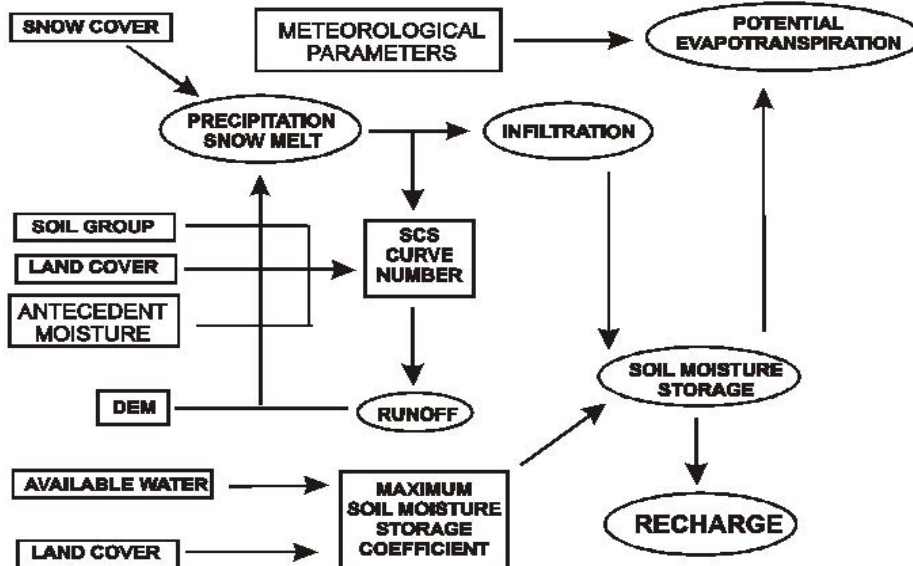 SNOW COVER
METEOROLOGICAL
PARAMETERS
POTENTIAL
EVAPOTRANSPIRATION
PRECIPITATION
SNOW MELT
INFILTRATION
SOIL GROUP
LAND COVER
ANTECEDENT
MOISTURE
SCS
CURVE
NUMBER
SOIL MOISTURE
STORAGE
DEM
RUNOFF
AVAILABLE WATER
LAND COVER
MAXIMUM
SOIL MOISTURE
STORAGE
COEFFICIENT
RECHARGE